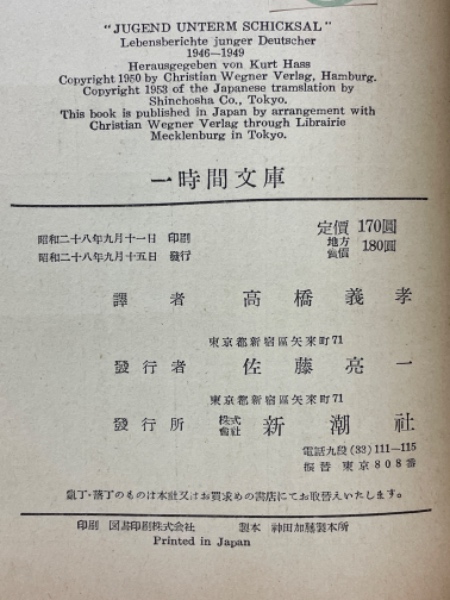 "JUGEND UNTERM SCHICKSAL"
Lebensberichte junger Deutscher
1946—1949
Herausgegeben von Kurt Hass
Copyright 1950 by Christian Wegner Verlag, Hamburg.
Copyright 1953 of the Japanese translation by
Shinchosha Co., Tokyo.
This book is published in Japan by arrangement with
Christian Wegner Verlag through Librairie
Mecklenburg in Tokyo.
一時間文庫
昭和二十八年九月十一日 印刷
昭和二十八年九月十五日 發行
定價 170圓
地方賣價 180圓
譯者 高橋義孝
東京都新宿區矢來町71
發行者 佐藤亮一
東京都新宿區矢來町71
發行所 株式會社 新潮社
電話九段(33)111—115
振替 東京808番
亂丁・落丁のものは本社又はお買求めの書店にてお取替えいたします。
印刷 図書印刷株式会社 製本 神田加藤製本所
Printed in Japan